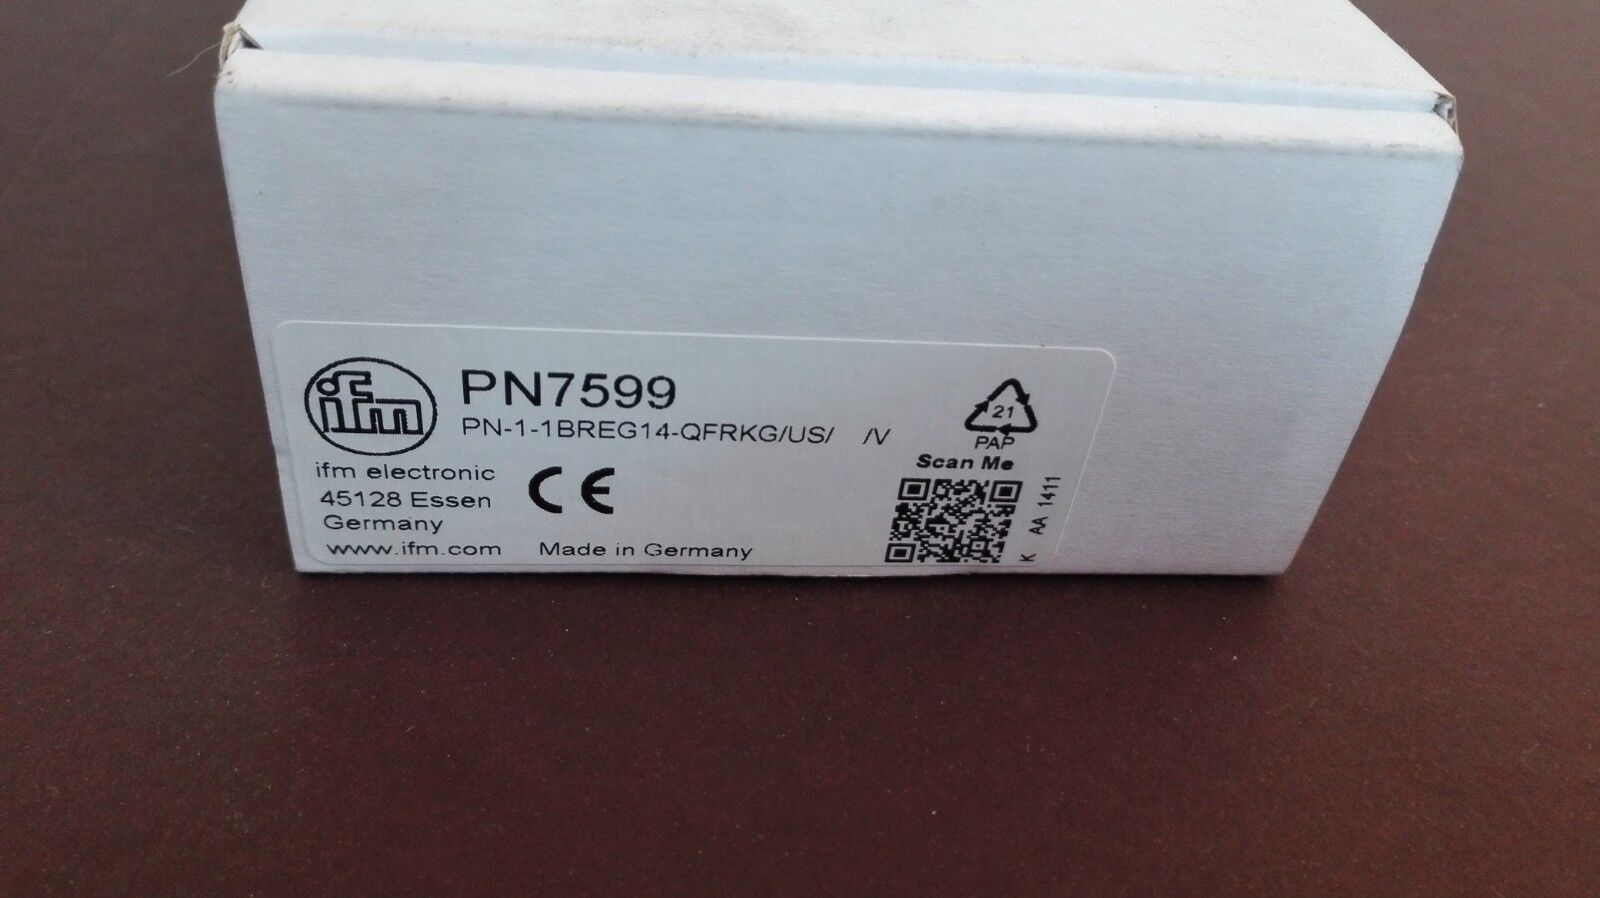 ifm
PN7599
PN-1-1BREG14-QFRKG/US/ /V
ifm electronic
45128 Essen
Germany
www.ifm.com
CE
Made in Germany
21
PAP
Scan Me
K AA 1411